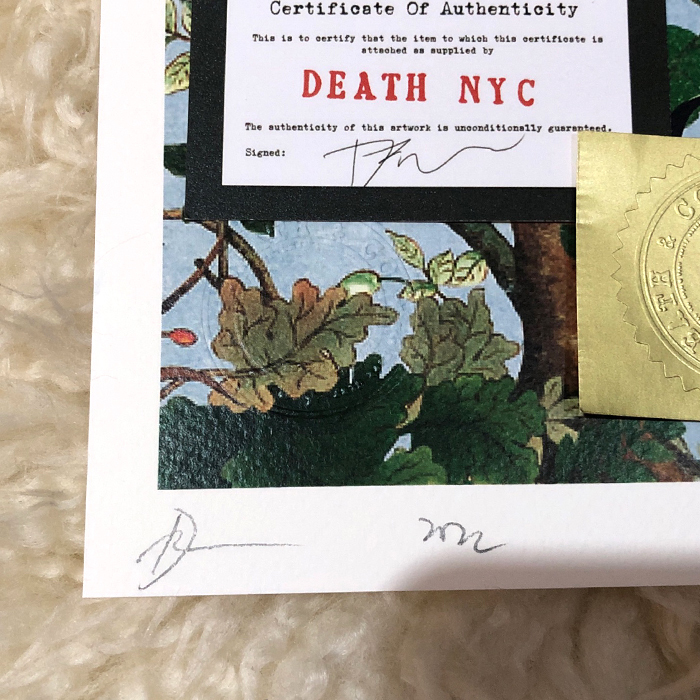 Certificate Of Authenticity
This is to certify that the item to which this certificate is
attached as supplied by
DEATH NYC
The authenticity of this artwork is unconditionally guaranteed.
Signed:
2022